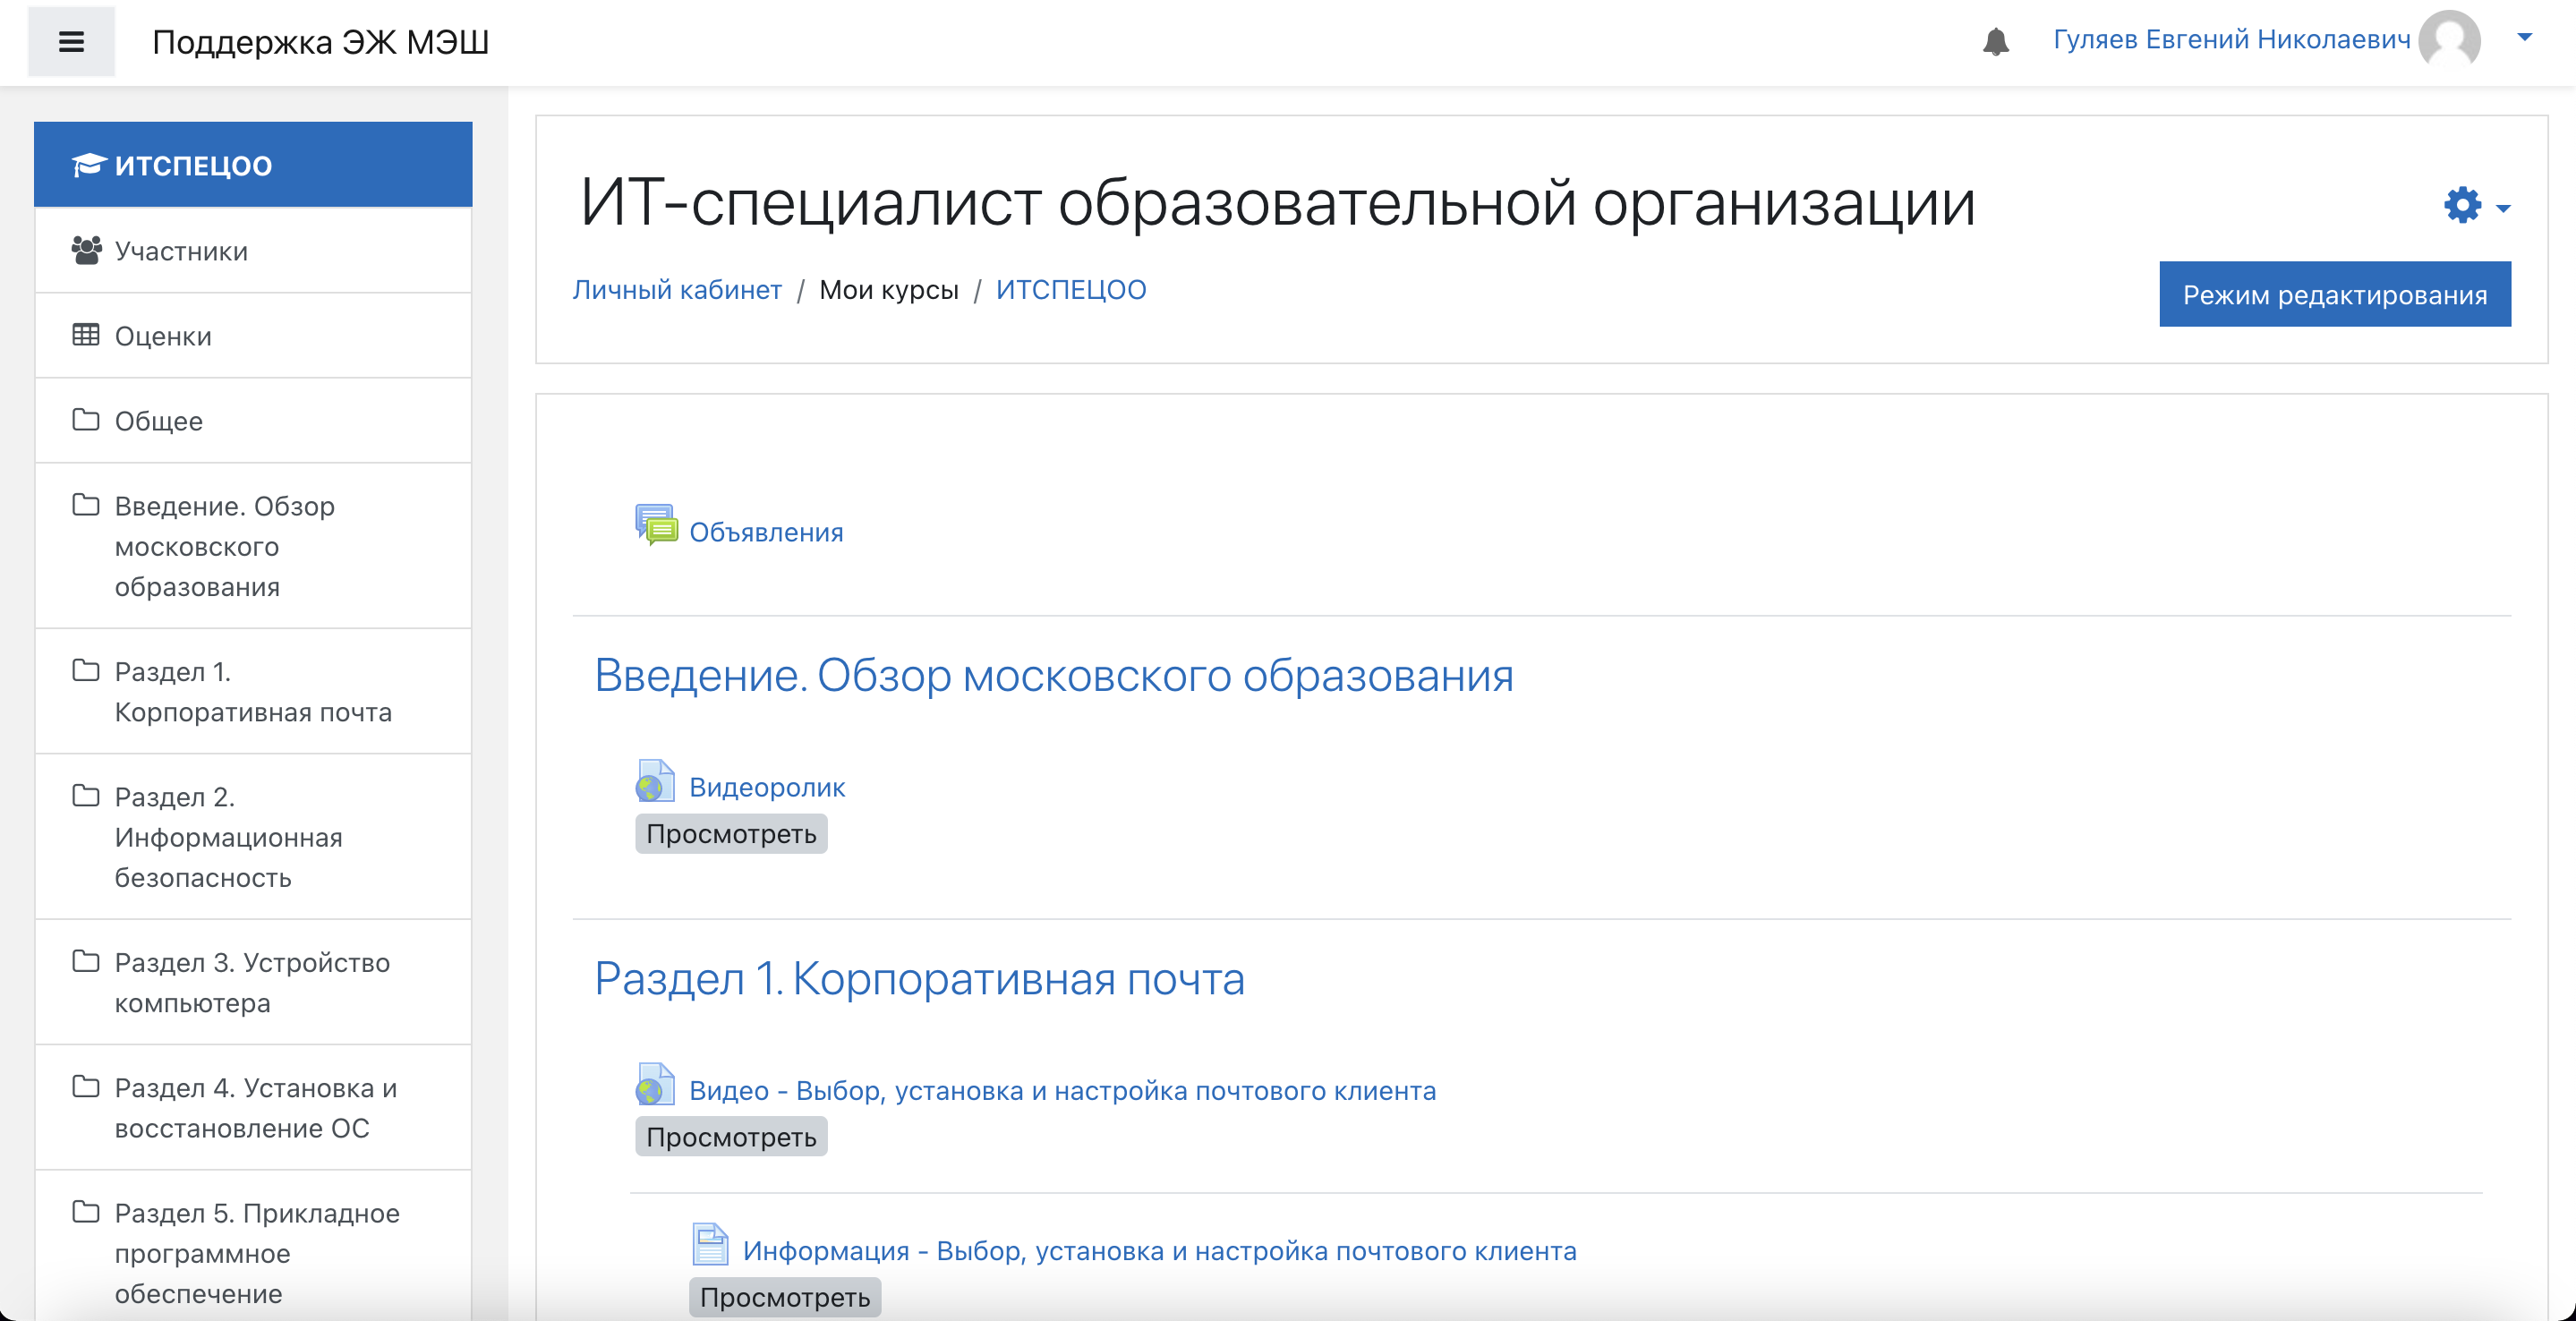 Поддержка ЭЖ МЭШ
Гуляев Евгений Николаевич
ИТСПЕЦОО
Участники
Оценки
Общее
Введение. Обзор
московского
образования
Раздел 1.
Корпоративная почта
Раздел 2.
Информационная
безопасность
Раздел 3. Устройство
компьютера
Раздел 4. Установка и
восстановление ОС
Раздел 5. Прикладное
программное
обеспечение
ИТ-специалист образовательной организации
Личный кабинет / Мои курсы / ИТСПЕЦОО
Режим редактирования
Объявления
Введение. Обзор московского образования
Видеоролик
Просмотреть
Раздел 1. Корпоративная почта
Видео - Выбор, установка и настройка почтового клиента
Просмотреть
Информация - Выбор, установка и настройка почтового клиента
Просмотреть